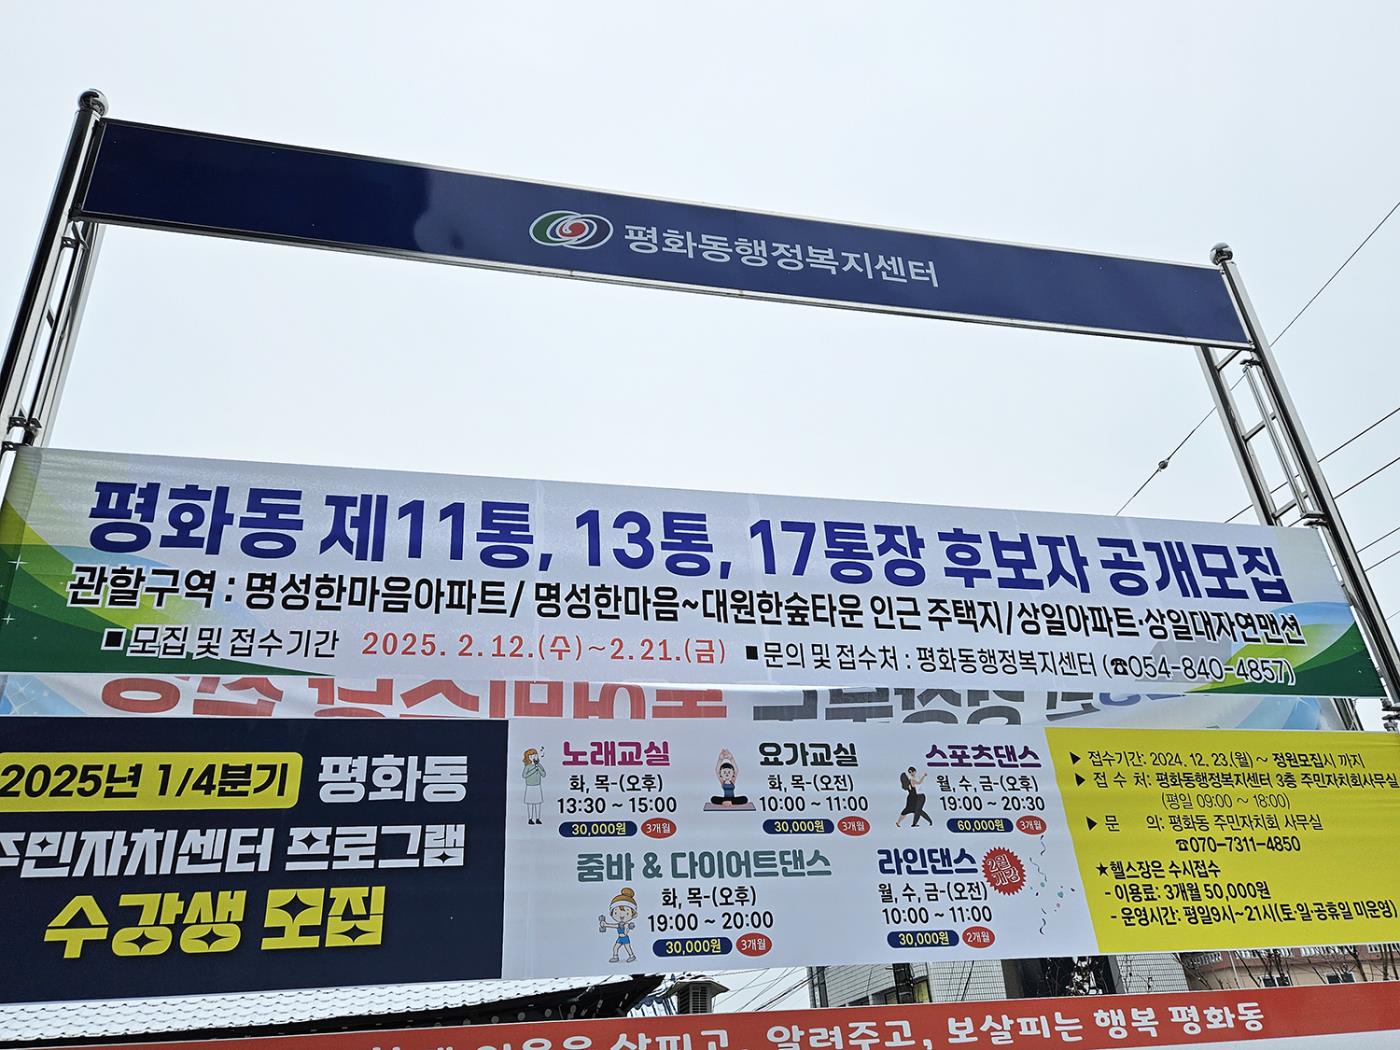 평화동행정복지센터
평화동 제11통, 13통, 17통장 후보자 공개모집
관할구역 : 명성한마음아파트/ 명성한마음~대원한숲타운 인근 주택지/상일아파트·상일대자연맨션
■ 모집 및 접수기간 2025. 2.12.(수)~2.21.(금) ■ 문의 및 접수처 : 평화동행정복지센터 (☎054-840-4857)
2025년 1/4분기 평화동
주민자치센터 프로그램
수강생 모집
노래교실
화, 목-(오후)
13:30 ~ 15:00
30,000원 3개월
요가교실
화, 목-(오전)
10:00 ~ 11:00
30,000원 3개월
스포츠댄스
월, 수, 금-(오후)
19:00 ~ 20:30
60,000원 3개월
줌바 & 다이어트댄스
화, 목-(오후)
19:00 ~ 20:00
30,000원 3개월
라인댄스
2월
개강
월, 수, 금-(오전)
10:00 ~ 11:00
30,000원 2개월
▶ 접수기간: 2024. 12. 23.(월) ~ 정원모집시 까지
▶ 접 수 처: 평화동행정복지센터 3층 주민자치회사무실
(평일 09:00 ~ 18:00)
▶ 문 의: 평화동 주민자치회 사무실
☎070-7311-4850
★헬스장은 수시접수
- 이용료: 3개월 50,000원
- 운영시간: 평일9시~21시(토·일·공휴일 미운영)
살피고, 알려주고, 보살피는 행복 평화동